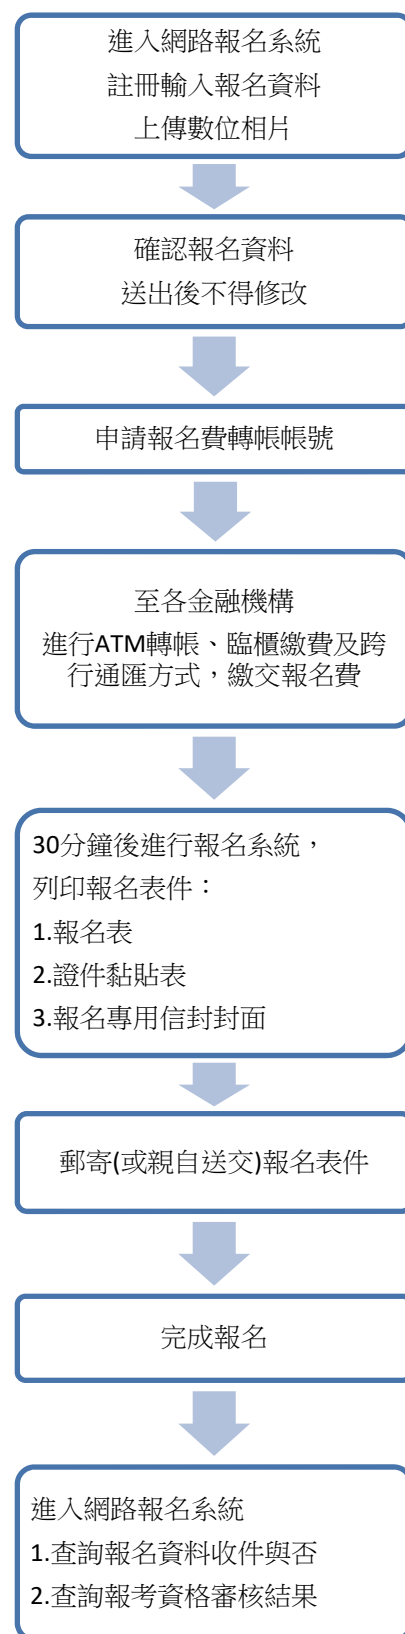 進入網路報名系統
註冊輸入報名資料
上傳數位相片
確認報名資料
送出後不得修改
申請報名費轉帳帳號
至各金融機構
進行ATM轉帳、臨櫃繳費及跨
行通匯方式，繳交報名費
30分鐘後進行報名系統，
列印報名表件：
1.報名表
2.證件黏貼表
3.報名專用信封封面
郵寄(或親自送交)報名表件
完成報名
進入網路報名系統
1.查詢報名資料收件與否
2.查詢報考資格審核結果